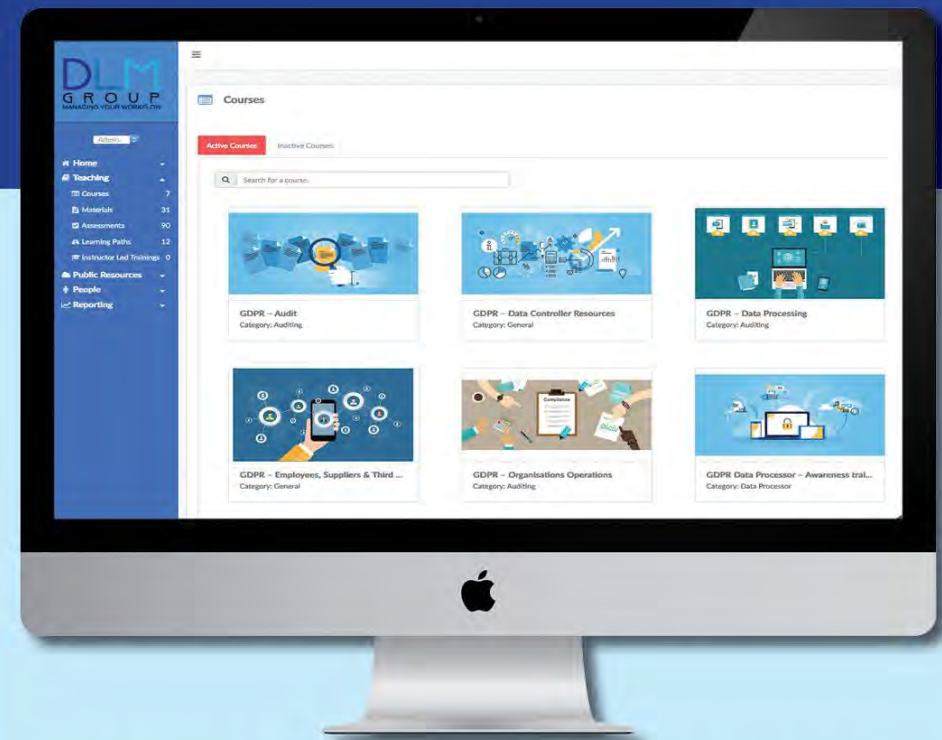 DLM
GROUP
MANAGING YOUR WORKFLOW
Admin
Home
Teaching
Courses 7
Materials 31
Assessments 90
Learning Paths 12
Instructor Led Trainings 0
Public Resources
People
Reporting
Courses
Active Courses
Inactive Courses
Search for a course.
GDPR – Audit
Category: Auditing
GDPR – Data Controller Resources
Category: General
GDPR – Data Processing
Category: Auditing
GDPR – Employees, Suppliers & Third ...
Category: General
Compliance
GDPR – Organisations Operations
Category: Auditing
GDPR Data Processor – Awareness trai...
Category: Data Processor